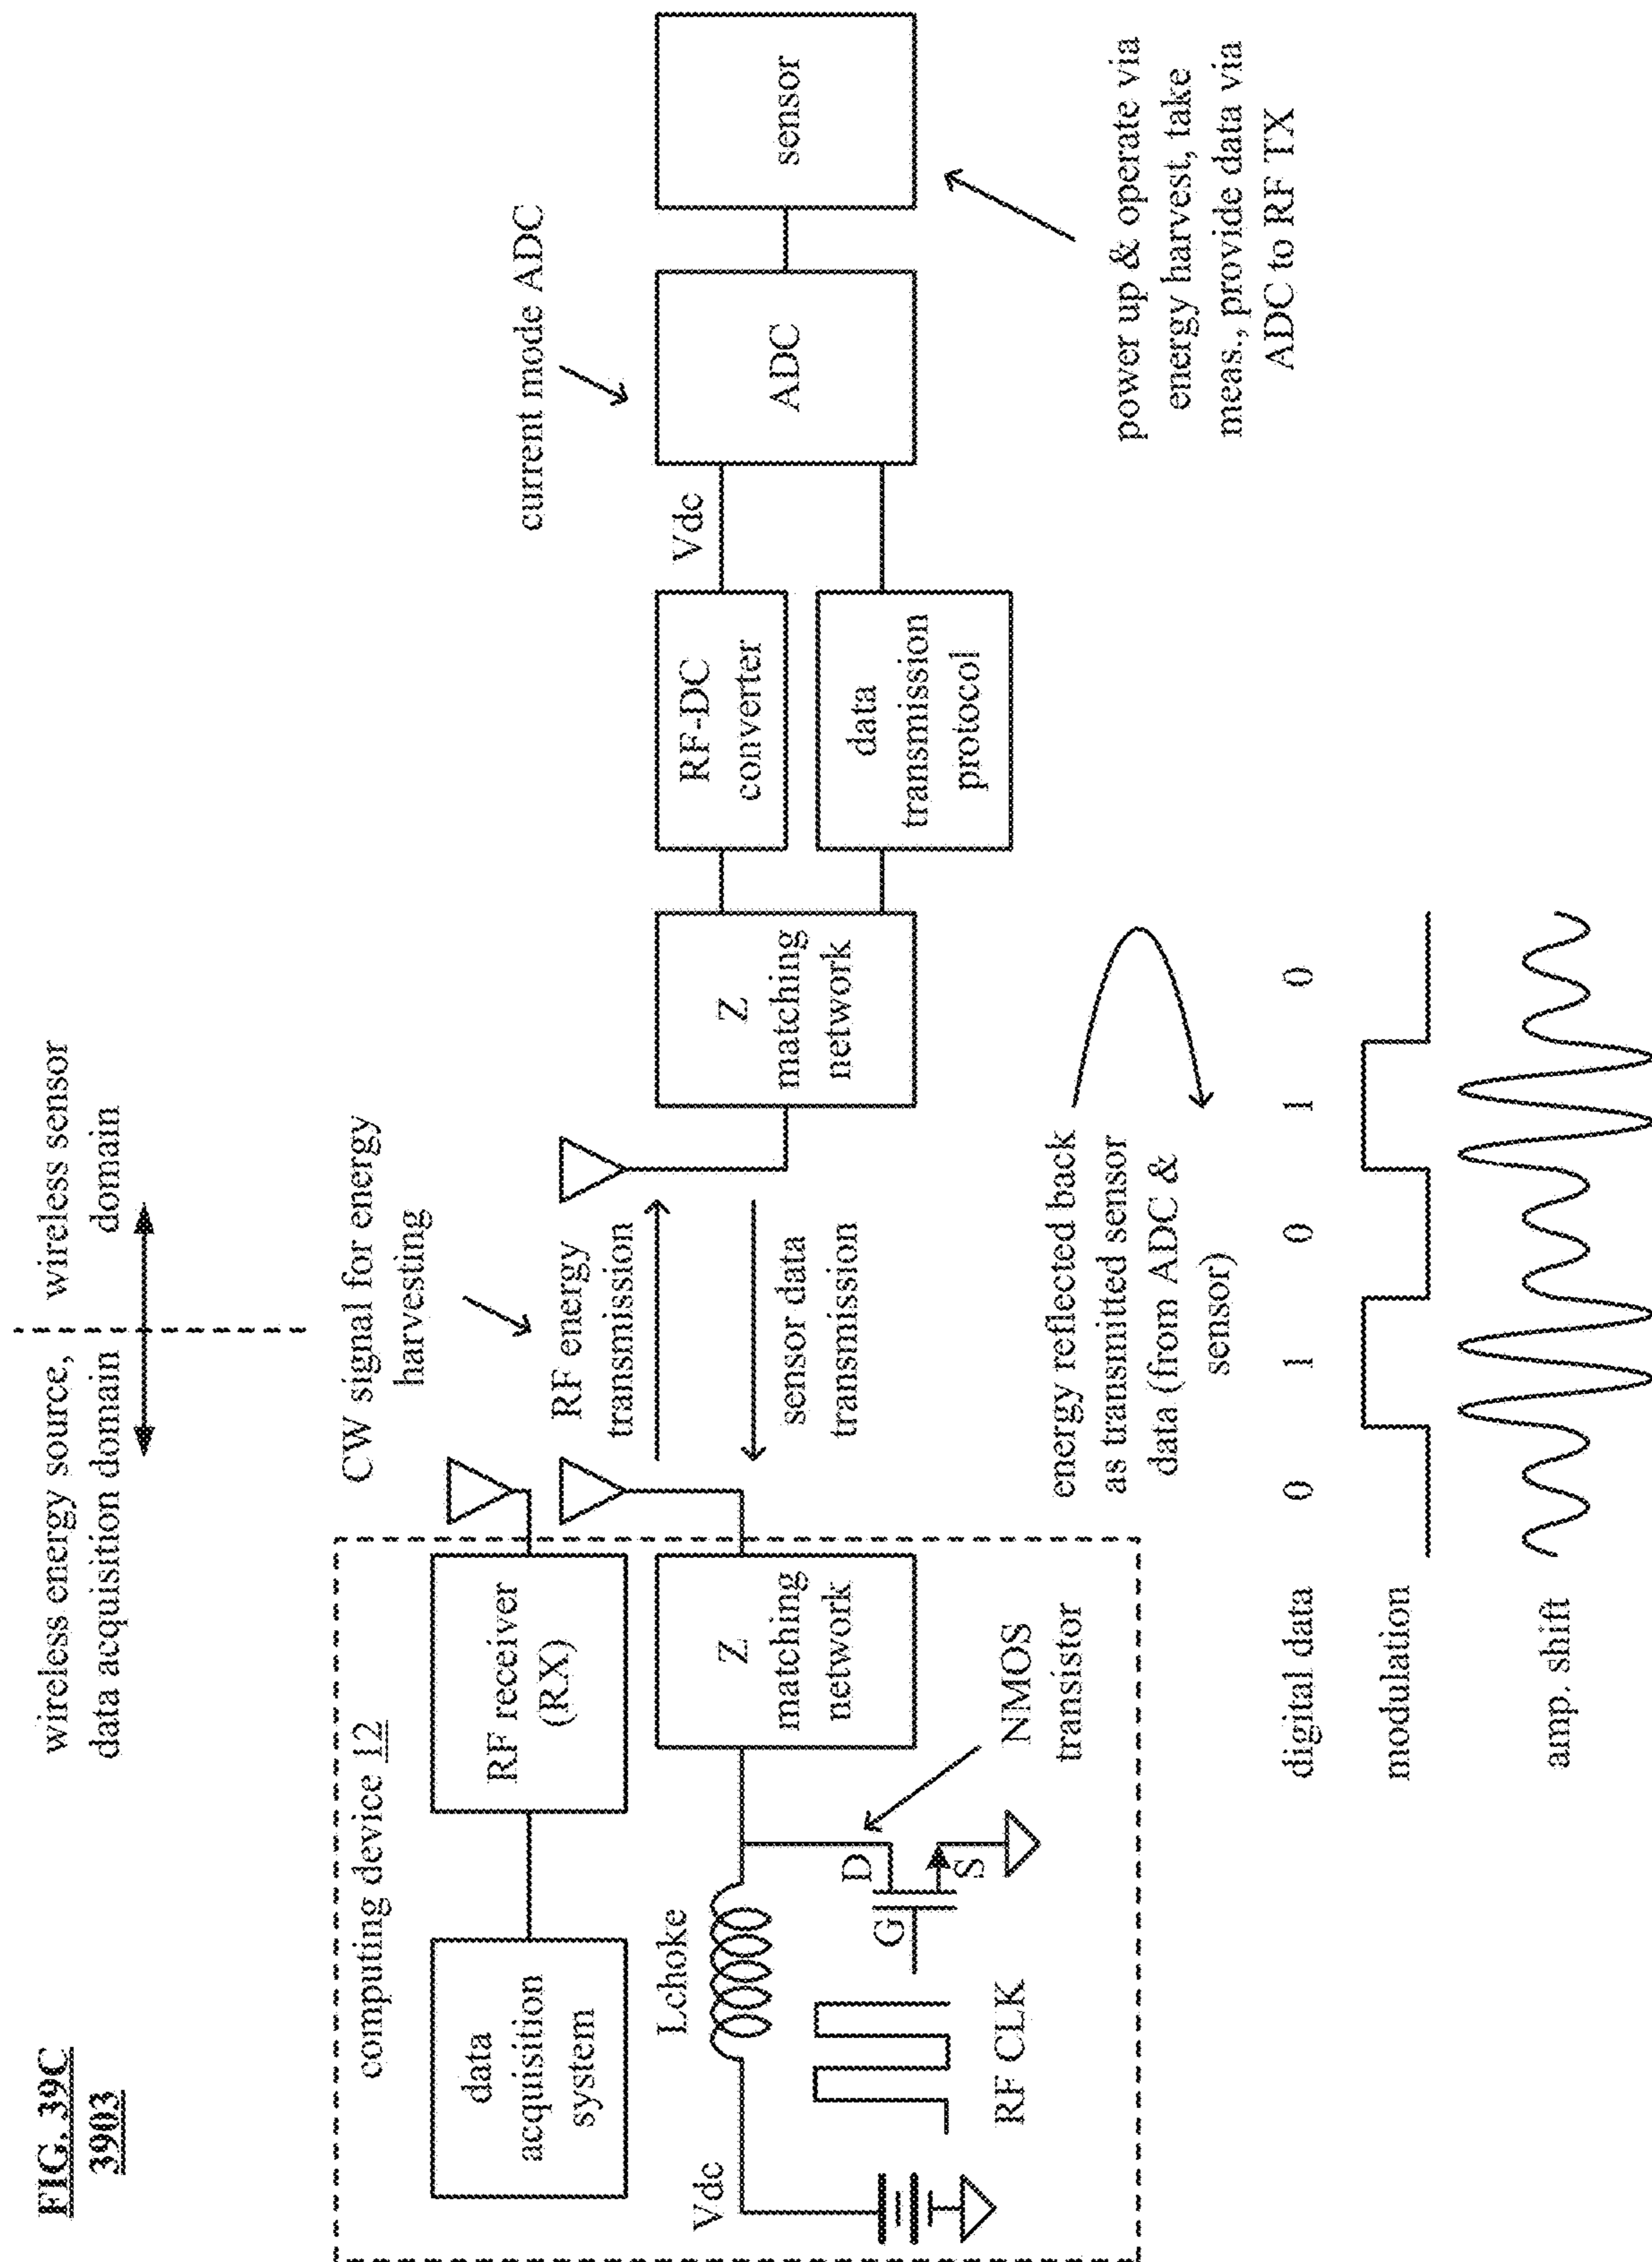 FIG. 39C
3903
wireless energy source,
data acquisition domain
wireless sensor
domain
computing device 12
data
acquisition
system
RF receiver
(RX)
CW signal for energy
harvesting
RF energy
transmission
sensor data
transmission
Vdc
Lchoke
RF CLK
G
D
S
NMOS
transistor
Z
matching
network
Z
matching
network
RF-DC
converter
data
transmission
protocol
Vdc
current mode ADC
ADC
sensor
power up & operate via
energy harvest, take
meas., provide data via
ADC to RF TX
energy reflected back
as transmitted sensor
data (from ADC &
sensor)
digital data 0 1 0 1 0
modulation
amp. shift